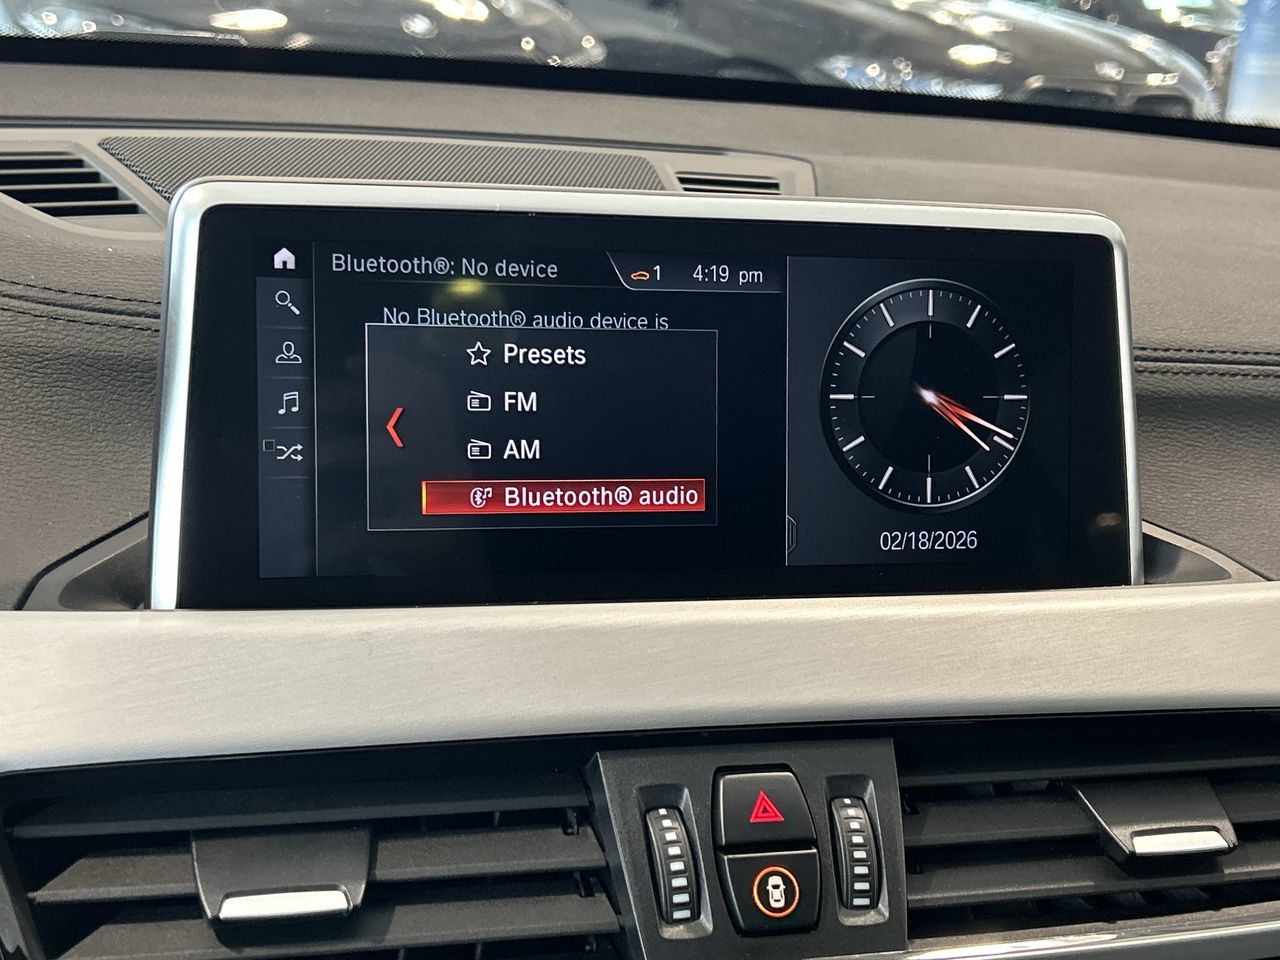 Bluetooth®: No device
1 4:19 pm
No Bluetooth® audio device is
Presets
FM
AM
Bluetooth® audio
02/18/2026